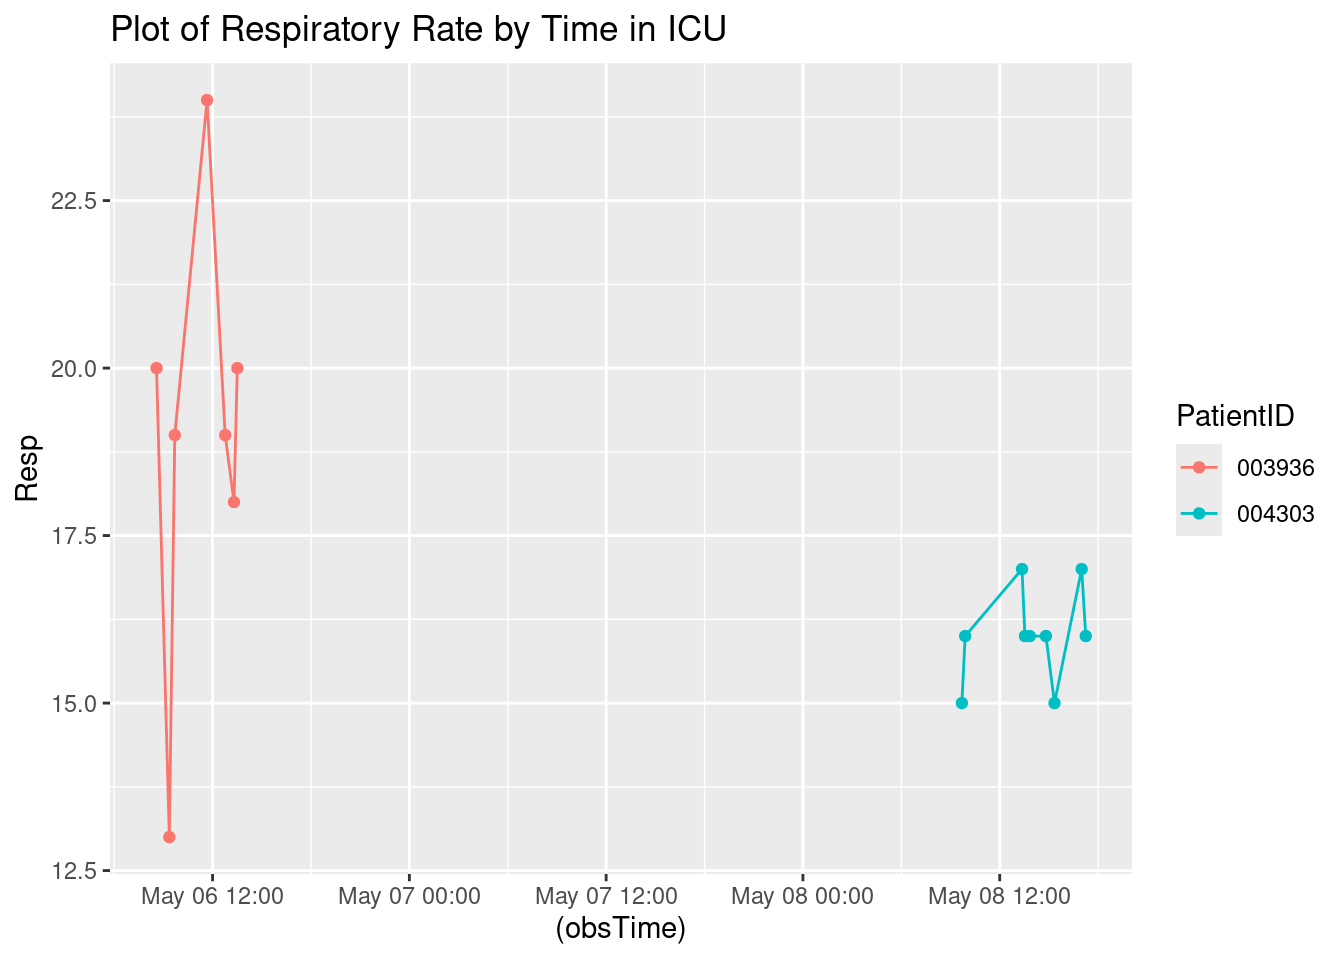 Plot of Respiratory Rate by Time in ICU
Resp
22.5
20.0
17.5
15.0
12.5
May 06 12:00
May 07 00:00
May 07 12:00
May 08 00:00
May 08 12:00
(obsTime)
PatientID
003936
004303